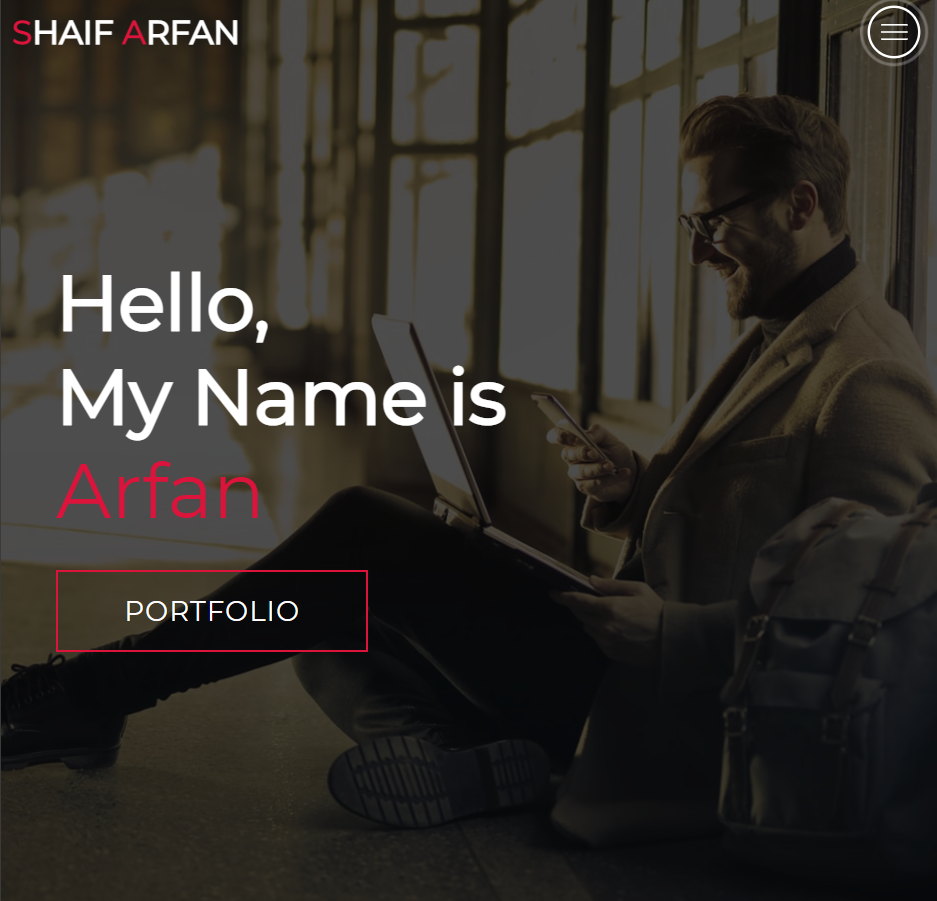 SHAIF ARFAN
Hello,
My Name is
Arfan
PORTFOLIO